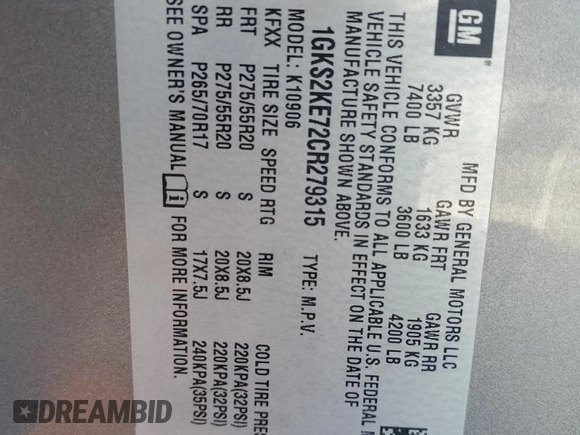 GM ®
MFD BY GENERAL MOTORS LLC
GVWR GAWR FRT GAWR RR
3357 KG 1633 KG 1905 KG
7400 LB 3600 LB 4200 LB
THIS VEHICLE CONFORMS TO ALL APPLICABLE U.S. FEDERAL
VEHICLE SAFETY STANDARDS IN EFFECT ON THE DATE OF
MANUFACTURE SHOWN ABOVE.
1GKS2KE72CR279315 TYPE: M.P.V.
MODEL: K10906
KFXX TIRE SIZE SPEED RTG RIM COLD TIRE
FRT P275/55R20 S 20X8.5J 220KPA(32PSI)
RR P275/55R20 S 20X8.5J 220KPA(32PSI)
SPA P265/70R17 S 17X7.5J 240KPA(35PSI)
SEE OWNER'S MANUAL FOR MORE INFORMATION.
DREAMBID